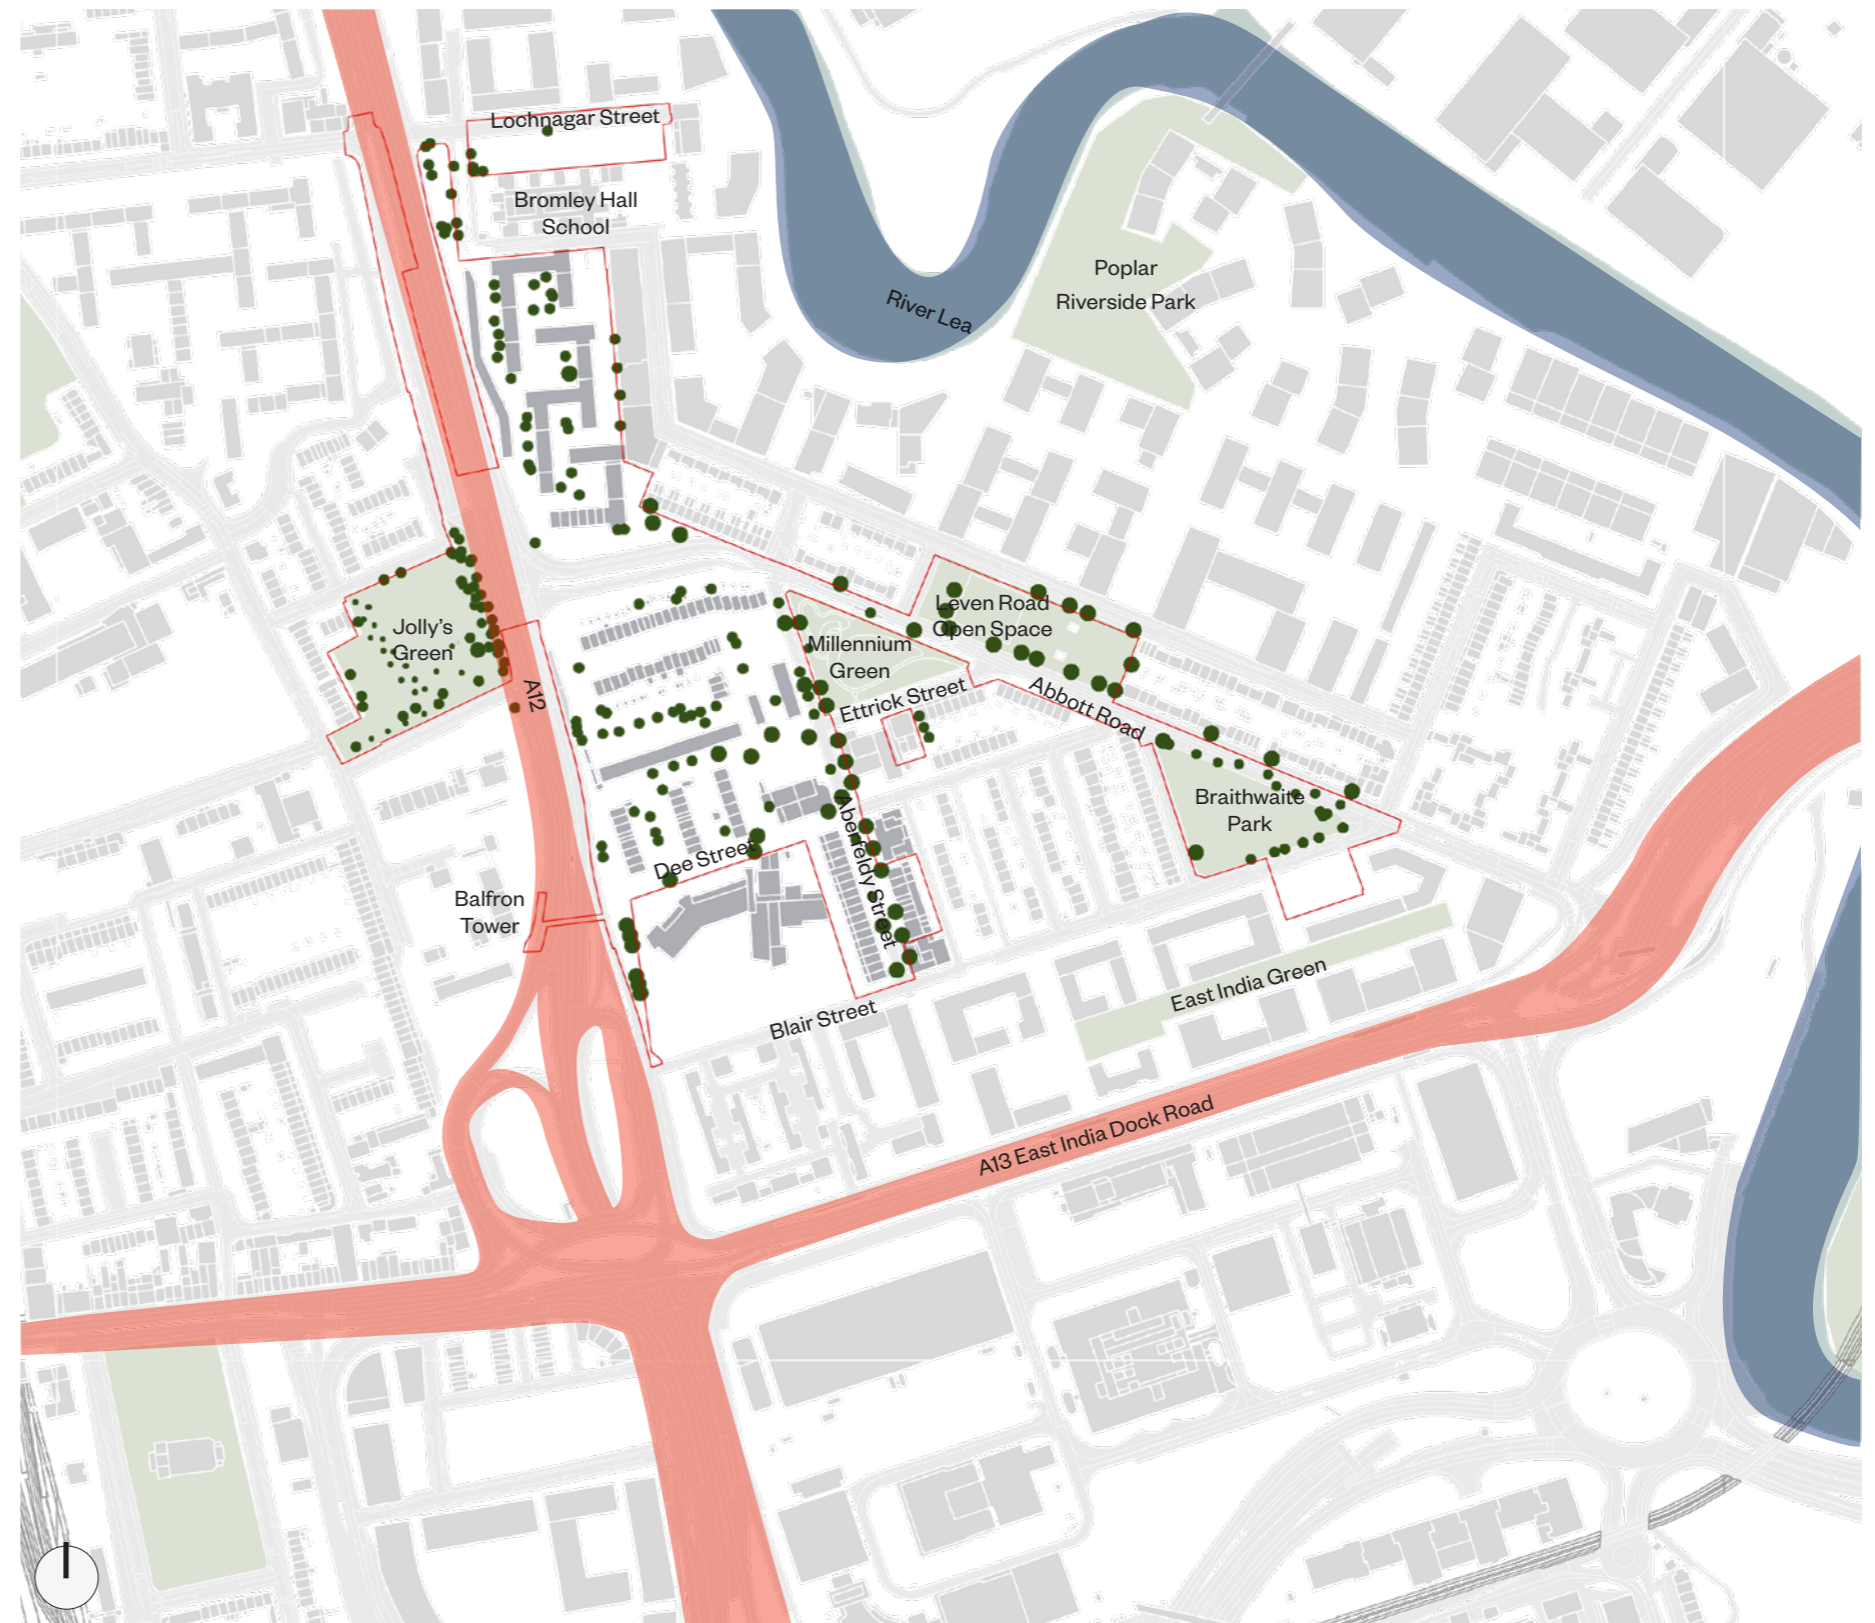 Lochnagar Street
Bromley Hall
School
Poplar
Riverside Park
River Lea
Leven Road
Open Space
Jolly's
Green
Millennium
Green
A12
Ettrick Street
Abbott Road
Braithwaite
Park
Aberfeldy Street
Dee Street
Balfron
Tower
East India Green
Blair Street
A13 East India Dock Road